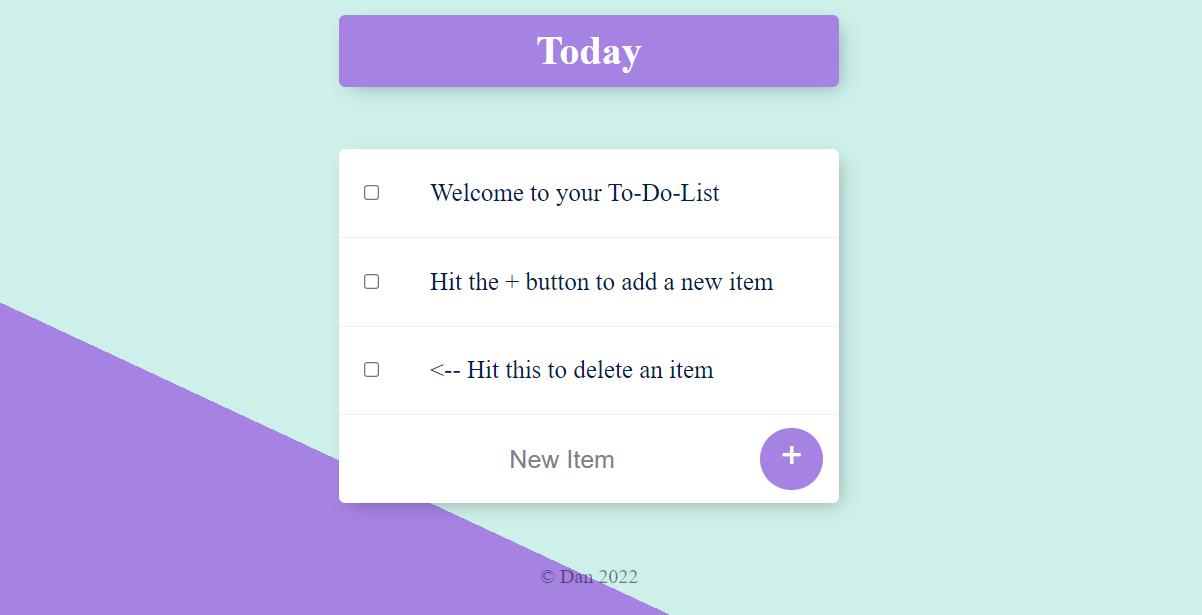 Today
Welcome to your To-Do-List
Hit the + button to add a new item
<-- Hit this to delete an item
New Item
+
© Dan 2022